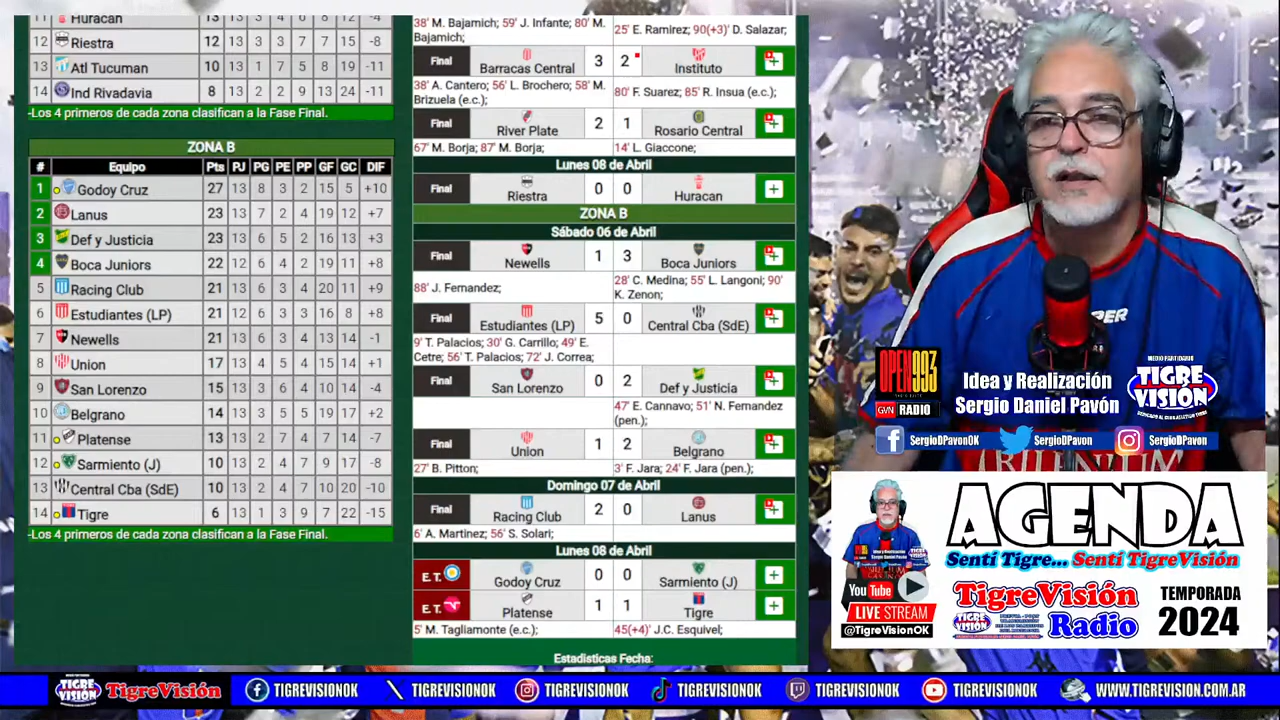 11 Huracan 13 13 3 4 6 8 12 -4
12 Riestra 12 13 3 3 7 7 15 -8
13 Atl Tucuman 10 13 1 7 5 8 19 -11
14 Ind Rivadavia 8 13 2 2 9 13 24 -11
-Los 4 primeros de cada zona clasifican a la Fase Final.
ZONA B
# Equipo Pts PJ PG PE PP GF GC DIF
1 Godoy Cruz 27 13 8 3 2 15 5 +10
2 Lanus 23 13 7 2 4 19 12 +7
3 Def y Justicia 23 13 6 5 2 16 13 +3
4 Boca Juniors 22 12 6 4 2 19 11 +8
5 Racing Club 21 13 6 3 4 20 11 +9
6 Estudiantes (LP) 21 12 6 3 3 16 8 +8
7 Newells 21 13 6 3 4 13 14 -1
8 Union 17 13 4 5 4 15 14 +1
9 San Lorenzo 15 13 3 6 4 10 14 -4
10 Belgrano 14 13 3 5 5 19 17 +2
11 Platense 13 13 2 7 4 7 14 -7
12 Sarmiento (J) 10 13 2 4 7 9 17 -8
13 Central Cba (SdE) 10 13 2 4 7 10 20 -10
14 Tigre 6 13 1 3 9 7 22 -15
-Los 4 primeros de cada zona clasifican a la Fase Final.
38' M. Bajamich; 59' J. Infante; 80' M.
Bajamich;
25' E. Ramirez; 90(+3)' D. Salazar;
Final Barracas Central 3 2 Instituto
38' A. Cantero; 56' L. Brochero; 58' M.
Brizuela (e.c.);
80' F. Suarez; 85' R. Insua (e.c.);
Final River Plate 2 1 Rosario Central
67' M. Borja; 87' M. Borja;
14' L. Giaccone;
Lunes 08 de Abril
Final Riestra 0 0 Huracan
ZONA B
Sábado 06 de Abril
Final Newells 1 3 Boca Juniors
88' J. Fernandez;
28' C. Medina; 55' L. Langoni; 90'
K. Zenon;
Final Estudiantes (LP) 5 0 Central Cba (SdE)
9' T. Palacios; 30' G. Carrillo; 49' E.
Cetre; 56' T. Palacios; 72' J. Correa;
Final San Lorenzo 0 2 Def y Justicia
47' E. Cannavo; 51' N. Fernandez
(pen.);
Final Union 1 2 Belgrano
27' B. Pitton;
3' F. Jara; 24' F. Jara (pen.);
Domingo 07 de Abril
Final Racing Club 2 0 Lanus
6' A. Martinez; 56' S. Solari;
Lunes 08 de Abril
E.T. Godoy Cruz 0 0 Sarmiento (J)
E.T. Platense 1 1 Tigre
5' M. Tagliamonte (e.c.);
45(+4)' J.C. Esquivel;
Estadisticas Fecha:
OPEN993
GVN RADIO
Idea y Realización
Sergio Daniel Pavón
MEDIO PARTIDARIO
TIGRE
VISIÓN
SergioDPavonOK
SergioDPavon
SergioDPavon
AGENDA
Sentí Tigre... Sentí TigreVisión
YouTube
LIVE STREAM
@TigreVisionOK
TigreVisión
Radio
TEMPORADA
2024
TIGRE
VISIÓN
TigreVisión
TIGREVISIONOK
TIGREVISIONOK
TIGREVISIONOK
TIGREVISIONOK
TIGREVISIONOK
TIGREVISIONOK
WWW.TIGREVISION.COM.AR